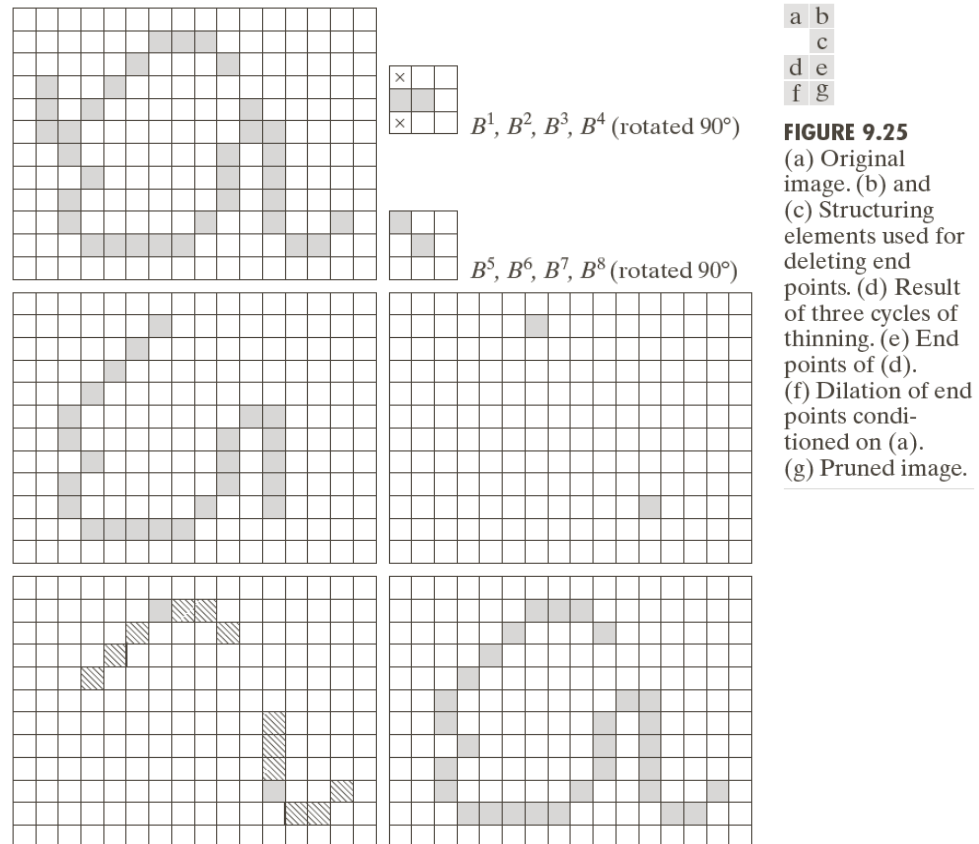 a b
c
d e
f g
×
×
B¹, B², B³, B⁴ (rotated 90°)
B⁵, B⁶, B⁷, B⁸ (rotated 90°)
FIGURE 9.25
(a) Original
image. (b) and
(c) Structuring
elements used for
deleting end
points. (d) Result
of three cycles of
thinning. (e) End
points of (d).
(f) Dilation of end
points condi-
tioned on (a).
(g) Pruned image.